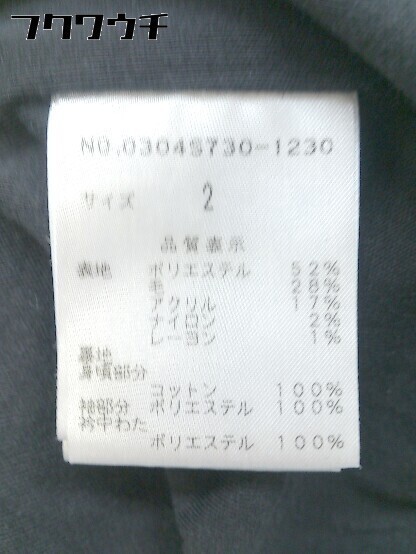 フクワウチ
NO.03045730-1230
サイズ 2
品質表示
表地 ポリエステル 52%
毛 28%
アクリル 17%
ナイロン 2%
レーヨン 1%
裏地
身頃部分
コットン 100%
袖部分 ポリエステル 100%
衿中わた
ポリエステル 100%